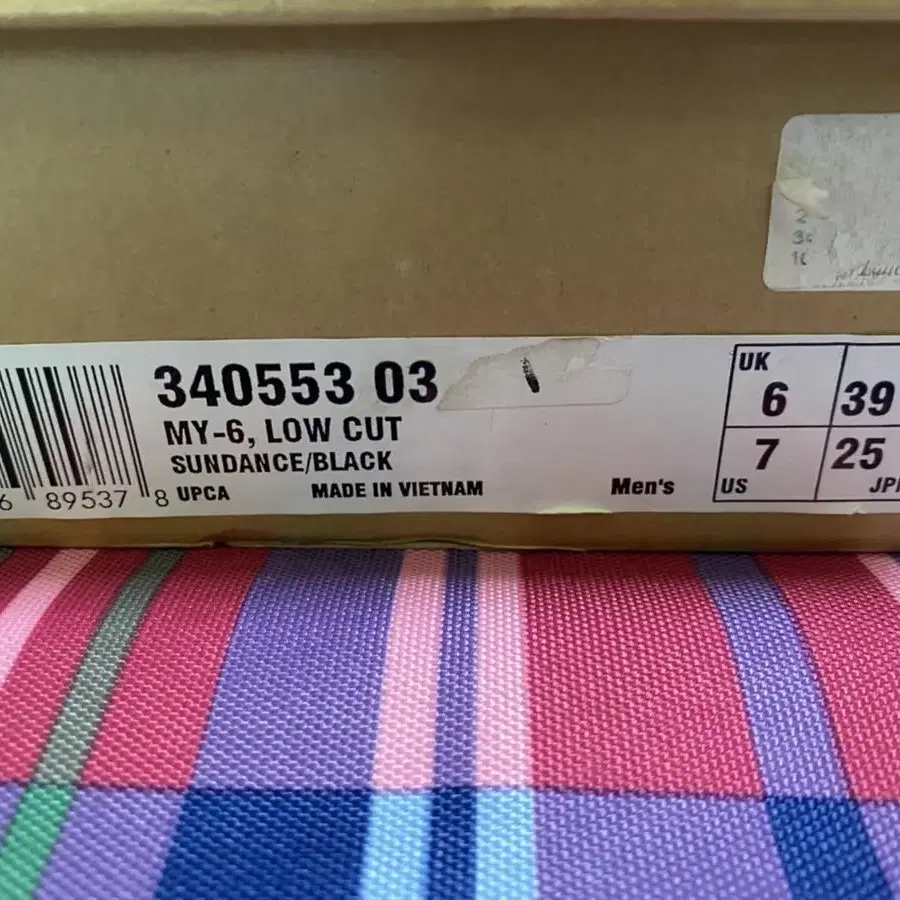 340553 03
MY-6, LOW CUT
SUNDANCE/BLACK
6 89537 8 UPCA MADE IN VIETNAM Men's
UK
6 39
7 25
US